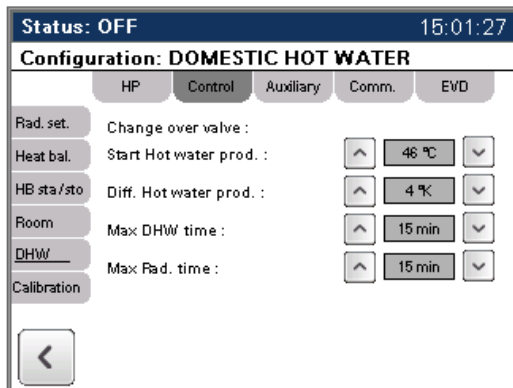 Status: OFF 15:01:27
Configuration: DOMESTIC HOT WATER
HP Control Auxiliary Comm. EVD
Rad. set.
Heat bal.
HB sta/sto
Room
DHW
Calibration
Change over valve :
Start Hot water prod. : 46 °C
Diff. Hot water prod. : 4 °K
Max DHW time : 15 min
Max Rad. time : 15 min